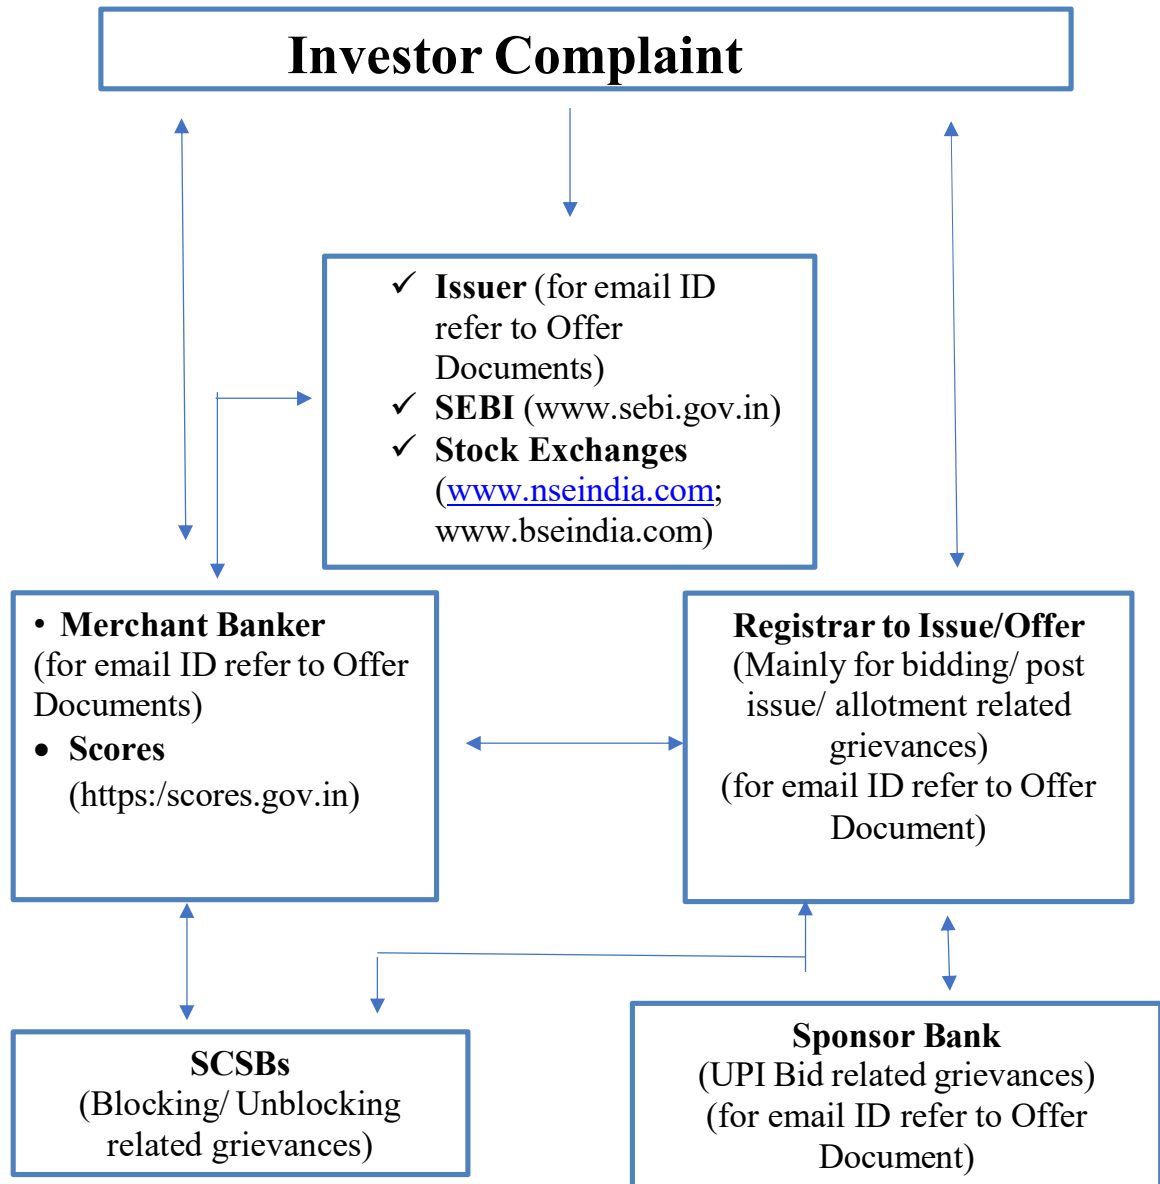 Investor Complaint
✓ Issuer (for email ID
refer to Offer
Documents)
✓ SEBI (www.sebi.gov.in)
✓ Stock Exchanges
(www.nseindia.com;
www.bseindia.com)
• Merchant Banker
(for email ID refer to Offer
Documents)
• Scores
(https:/scores.gov.in)
Registrar to Issue/Offer
(Mainly for bidding/ post
issue/ allotment related
grievances)
(for email ID refer to Offer
Document)
SCSBs
(Blocking/ Unblocking
related grievances)
Sponsor Bank
(UPI Bid related grievances)
(for email ID refer to Offer
Document)